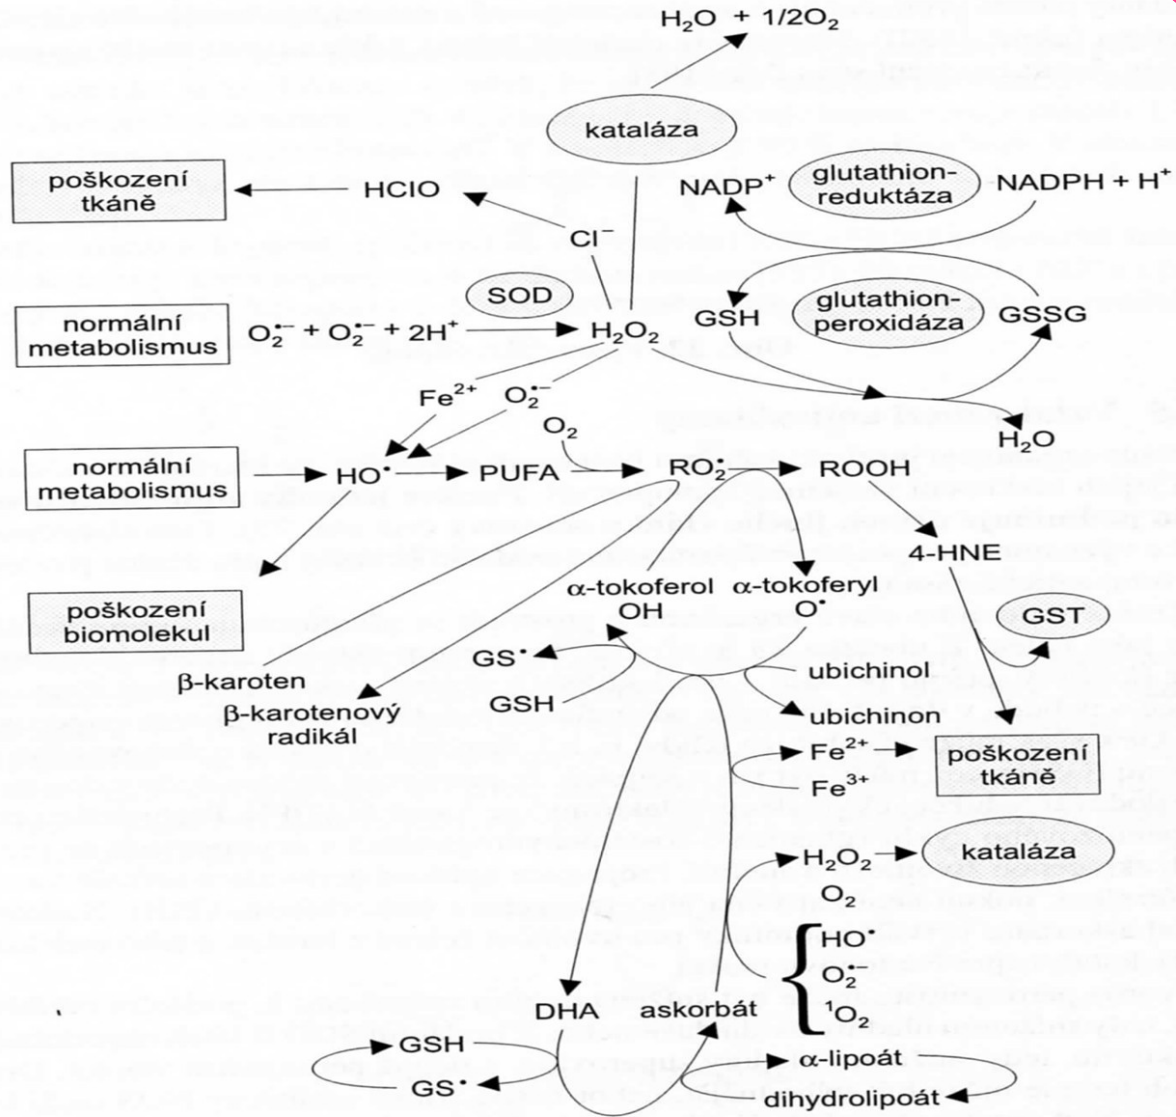 H₂O + 1/2O₂
kataláza
poškození
tkáně
HClO
NADP⁺
glutathion-
reduktáza
NADPH + H⁺
Cl⁻
SOD
normální
metabolismus
O₂•⁻ + O₂•⁻ + 2H⁺
H₂O₂
GSH
glutathion-
peroxidáza
GSSG
Fe²⁺
O₂•⁻
O₂
H₂O
normální
metabolismus
HO•
PUFA
RO₂•
ROOH
4-HNE
poškození
biomolekul
α-tokoferol
OH
α-tokoferyl
O•
GST
GS•
β-karoten
GSH
ubichinol
β-karotenový
radikál
ubichinon
Fe²⁺
Fe³⁺
poškození
tkáně
H₂O₂
kataláza
O₂
HO•
O₂•⁻
¹O₂
DHA
askorbát
GSH
GS•
α-lipoát
dihydrolipoát